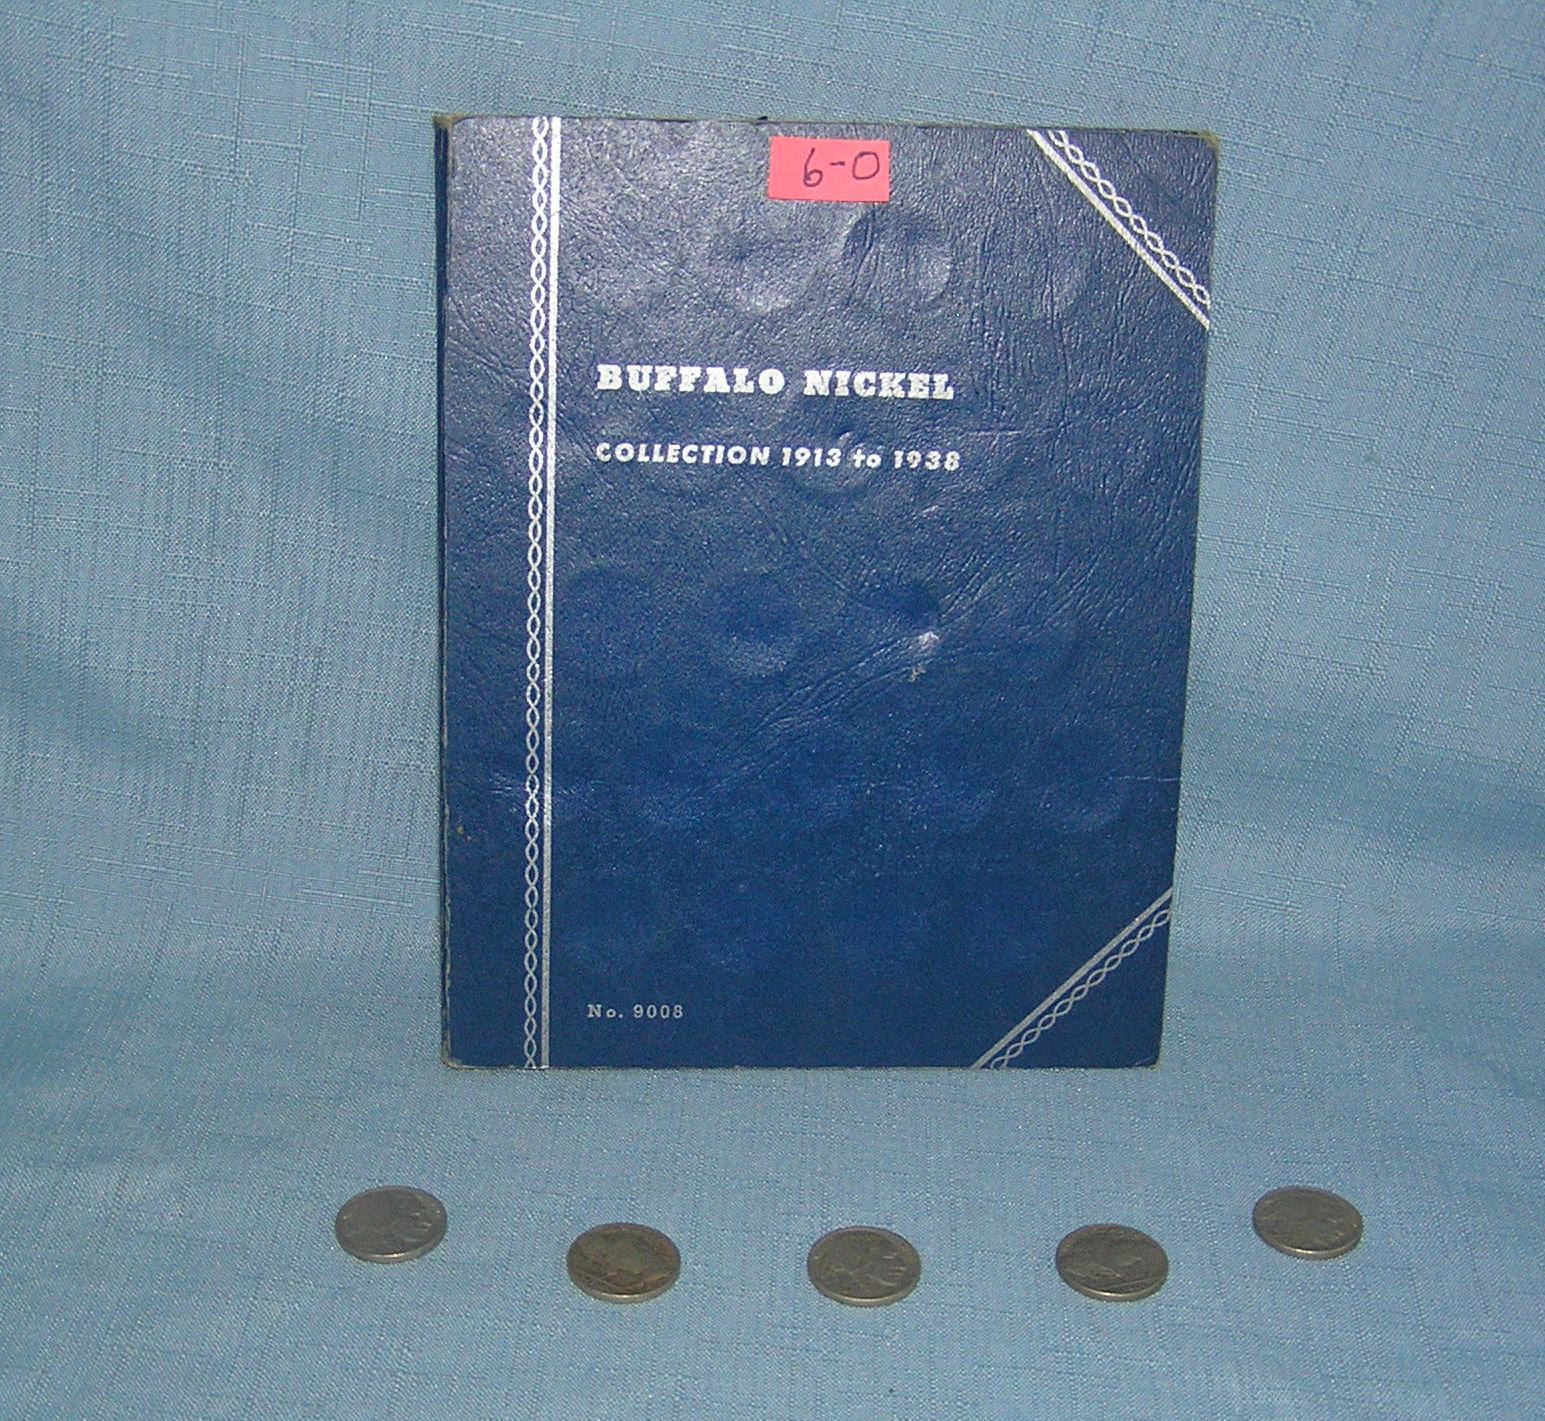 6-0
BUFFALO NICKEL
COLLECTION 1913 to 1938
No. 9008